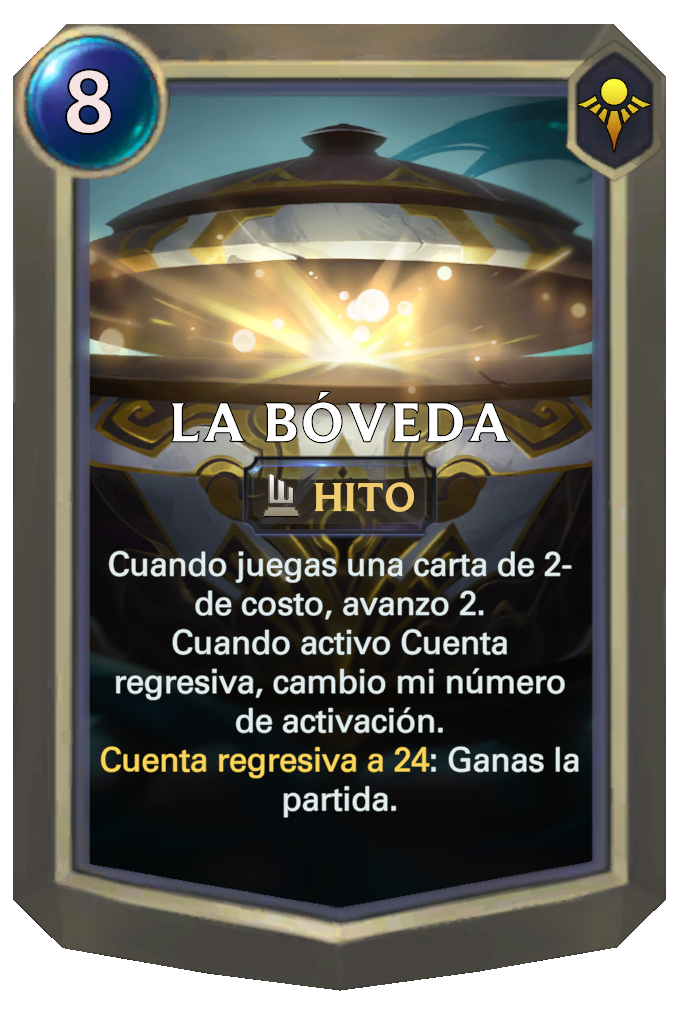 8
LA BÓVEDA
HITO
Cuando juegas una carta de 2-
de costo, avanzo 2.
Cuando activo Cuenta
regresiva, cambio mi número
de activación.
Cuenta regresiva a 24: Ganas la
partida.